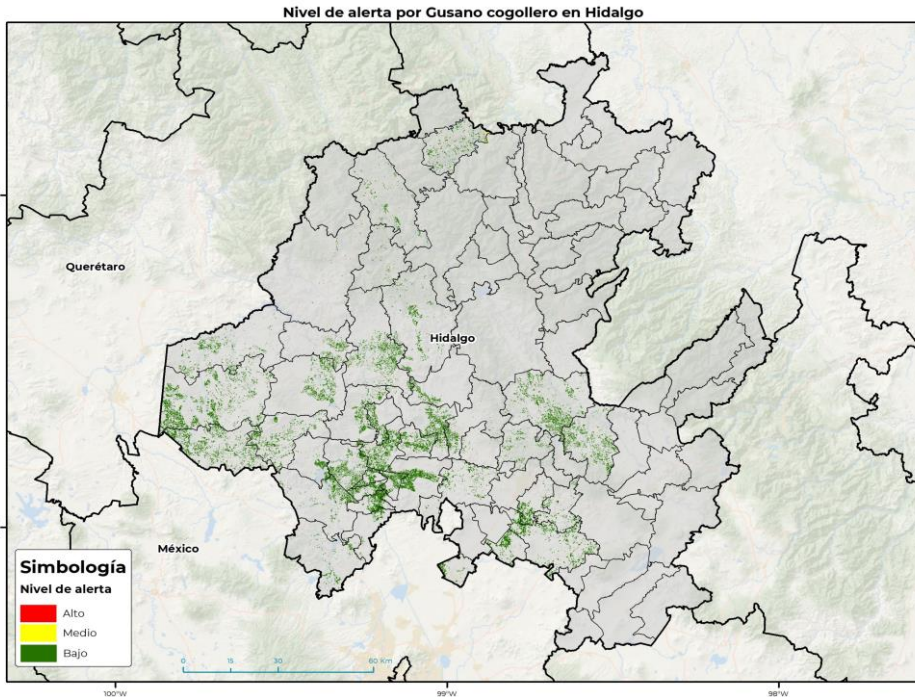 Nivel de alerta por Gusano cogollero en Hidalgo
Querétaro
Hidalgo
México
Simbología
Nivel de alerta
Alto
Medio
Bajo
0 15 30 60 Km
100°W 99°W 98°W